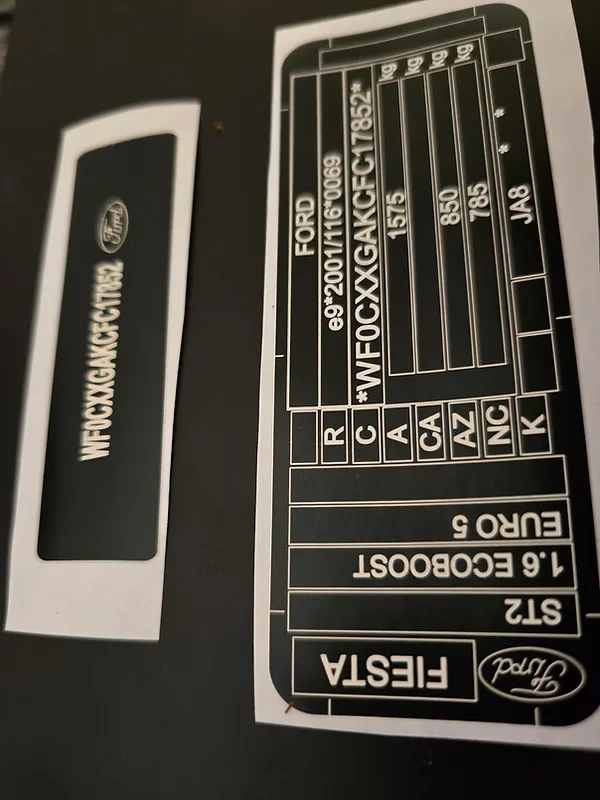 Ford
WF0CXXGAKCFC17852
FORD
e9*2001/116*0069
*WF0CXXGAKCFC17852*
1575 kg
kg
850 kg
785 kg
JA8 * *
R
C
A
CA
AZ
NC
K
EURO 5
1.6 ECOBOOST
ST2
FIESTA
Ford